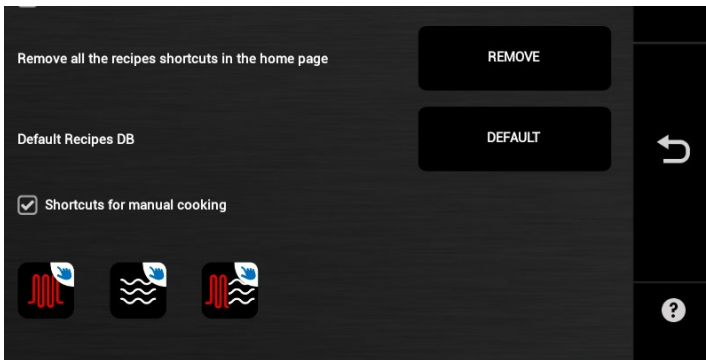 Remove all the recipes shortcuts in the home page
REMOVE
Default Recipes DB
DEFAULT
Shortcuts for manual cooking
?